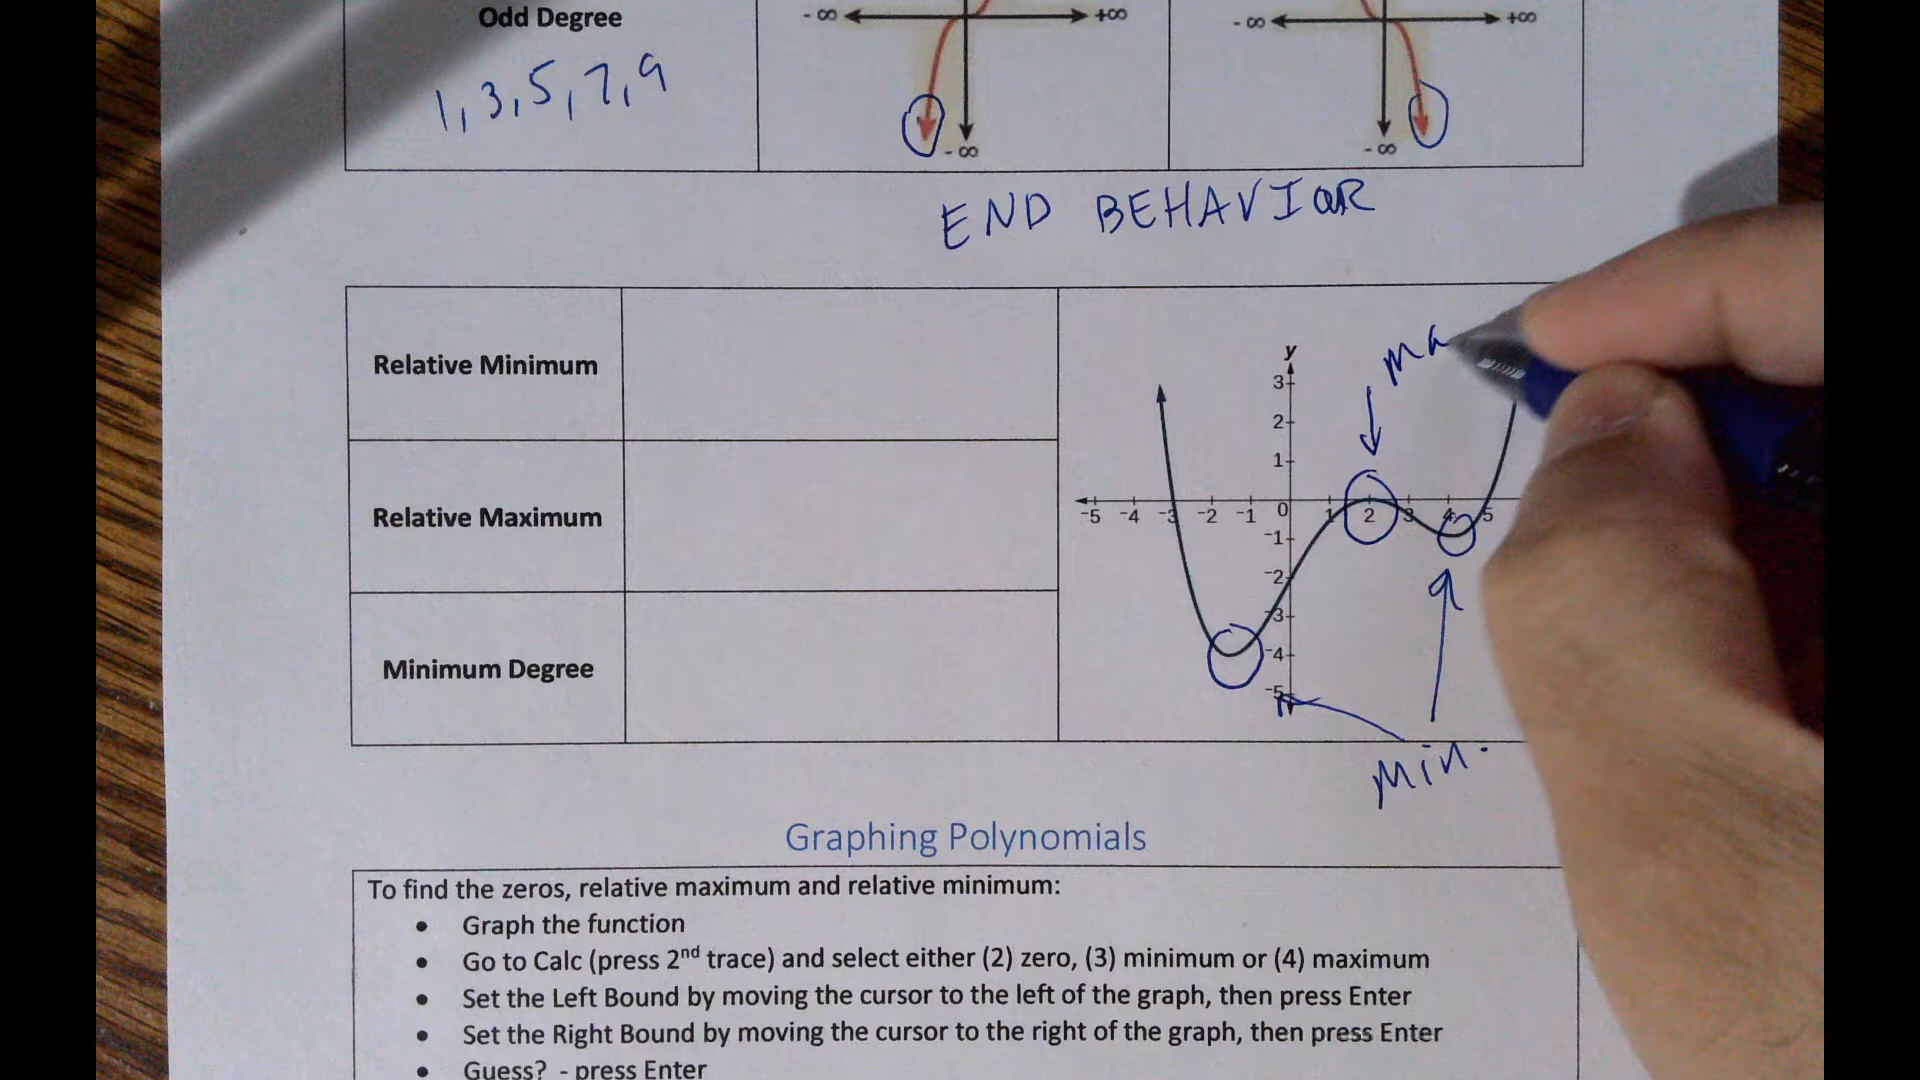 Odd Degree
1, 3, 5, 7, 9
- ∞ +∞
- ∞ +∞
- ∞
- ∞
END BEHAVIOR
Relative Minimum
Relative Maximum
Minimum Degree
ma
y
3
2
1
-5 -4 -3 -2 -1 0 1 2 3 4 5
-1
-2
-3
-4
-5
min.
Graphing Polynomials
To find the zeros, relative maximum and relative minimum:
• Graph the function
• Go to Calc (press 2nd trace) and select either (2) zero, (3) minimum or (4) maximum
• Set the Left Bound by moving the cursor to the left of the graph, then press Enter
• Set the Right Bound by moving the cursor to the right of the graph, then press Enter
• Guess? - press Enter